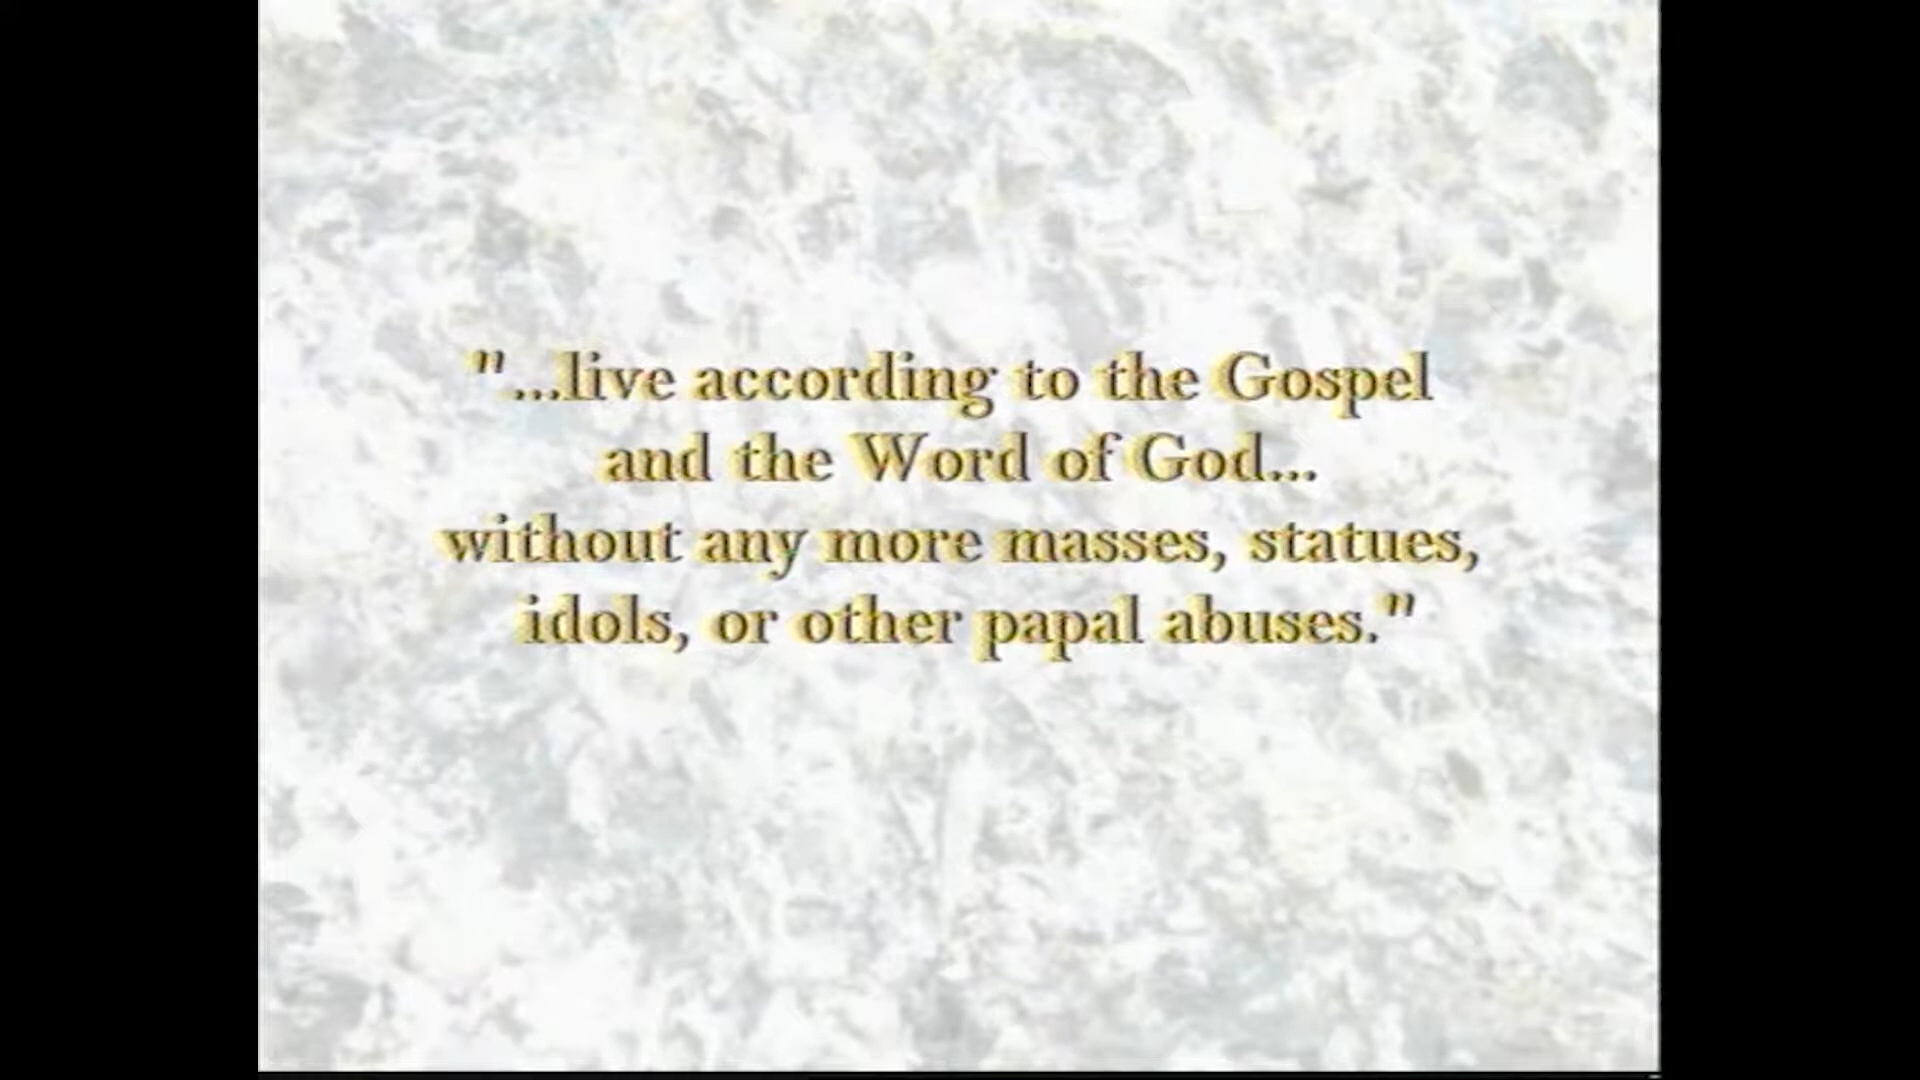 "...live according to the Gospel
and the Word of God...
without any more masses, statues,
idols, or other papal abuses."